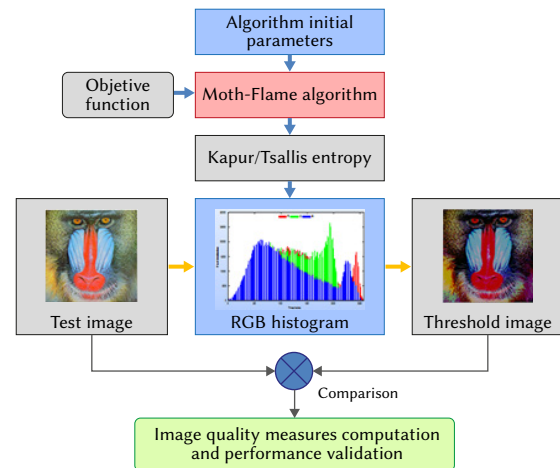 Algorithm initial
parameters
Objetive
function
Moth-Flame algorithm
Kapur/Tsallis entropy
Test image
RGB histogram
Threshold image
Comparison
Image quality measures computation
and performance validation